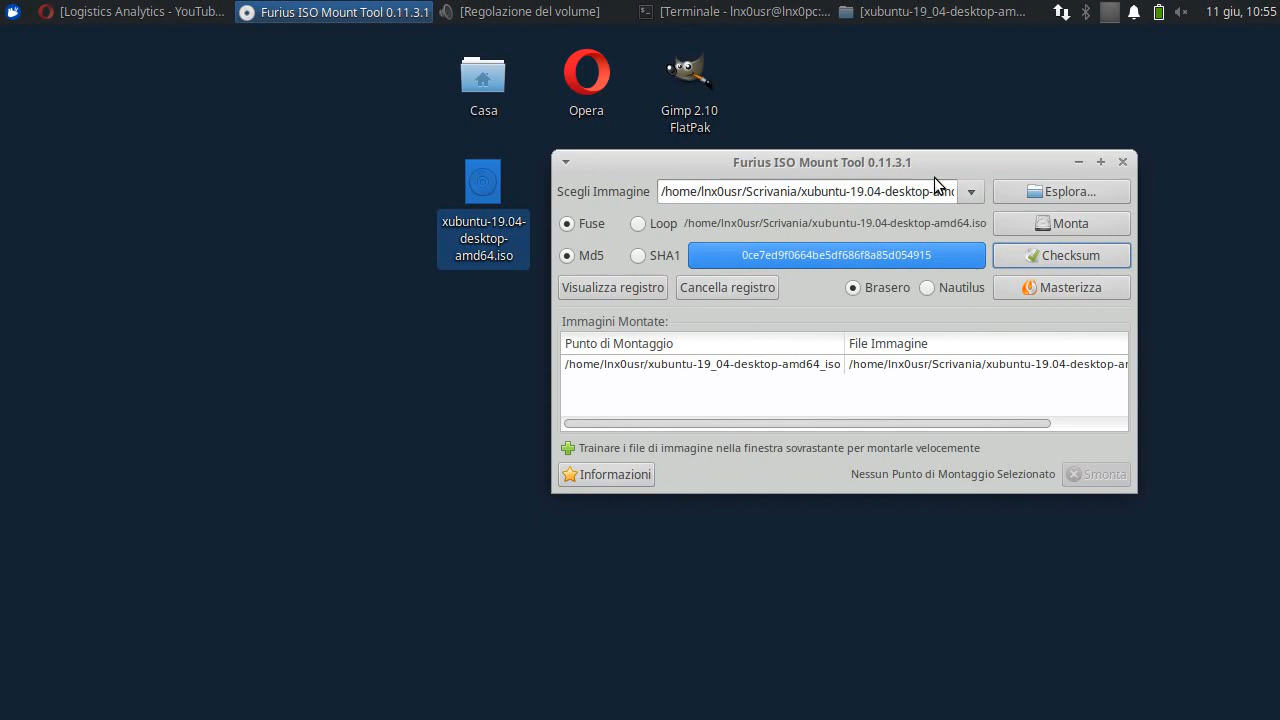 [Logistics Analytics - YouTub...
Furius ISO Mount Tool 0.11.3.1
[Regolazione del volume]
[Terminale - lnx0usr@lnx0pc:...
[xubuntu-19_04-desktop-am...
11 giu, 10:55
Casa
Opera
Gimp 2.10
FlatPak
xubuntu-19.04-
desktop-
amd64.iso
Furius ISO Mount Tool 0.11.3.1
Scegli Immagine
/home/lnx0usr/Scrivania/xubuntu-19.04-desktop-amd
Esplora...
Fuse
Loop
/home/lnx0usr/Scrivania/xubuntu-19.04-desktop-amd64.iso
Monta
Md5
SHA1
0ce7ed9f0664be5df686f8a85d054915
Checksum
Visualizza registro
Cancella registro
Brasero
Nautilus
Masterizza
Immagini Montate:
Punto di Montaggio
File Immagine
/home/lnx0usr/xubuntu-19_04-desktop-amd64_iso
/home/lnx0usr/Scrivania/xubuntu-19.04-desktop-ar
Trainare i file di immagine nella finestra sovrastante per montarle velocemente
Informazioni
Nessun Punto di Montaggio Selezionato
Smonta